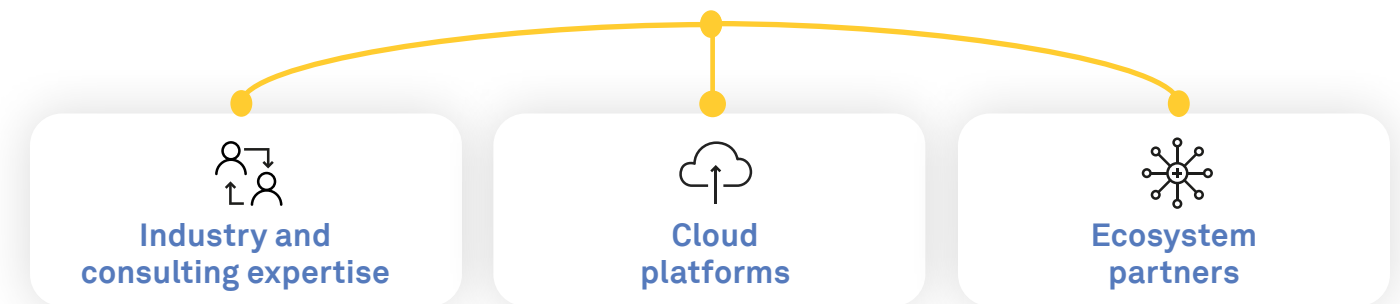 Industry and
consulting expertise
Cloud
platforms
Ecosystem
partners